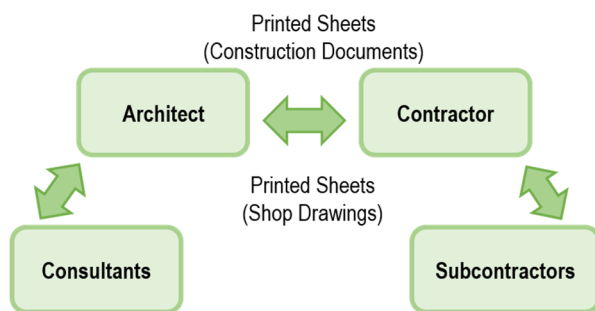 Printed Sheets
(Construction Documents)
Architect
Contractor
Printed Sheets
(Shop Drawings)
Consultants
Subcontractors